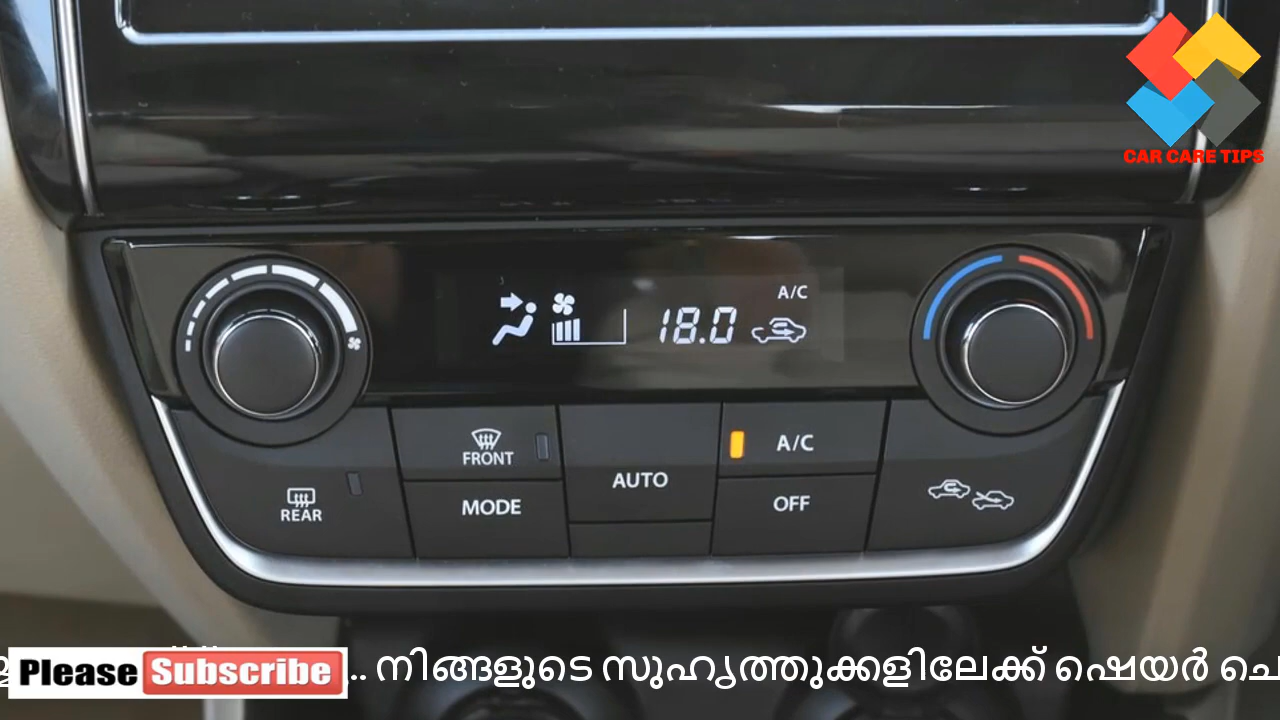 CAR CARE TIPS
A/C
18.0
FRONT
A/C
AUTO
REAR
MODE
OFF
Please Subscribe
.. നിങ്ങളുടെ സുഹൃത്തുക്കളിലേക്ക് ഷെയർ